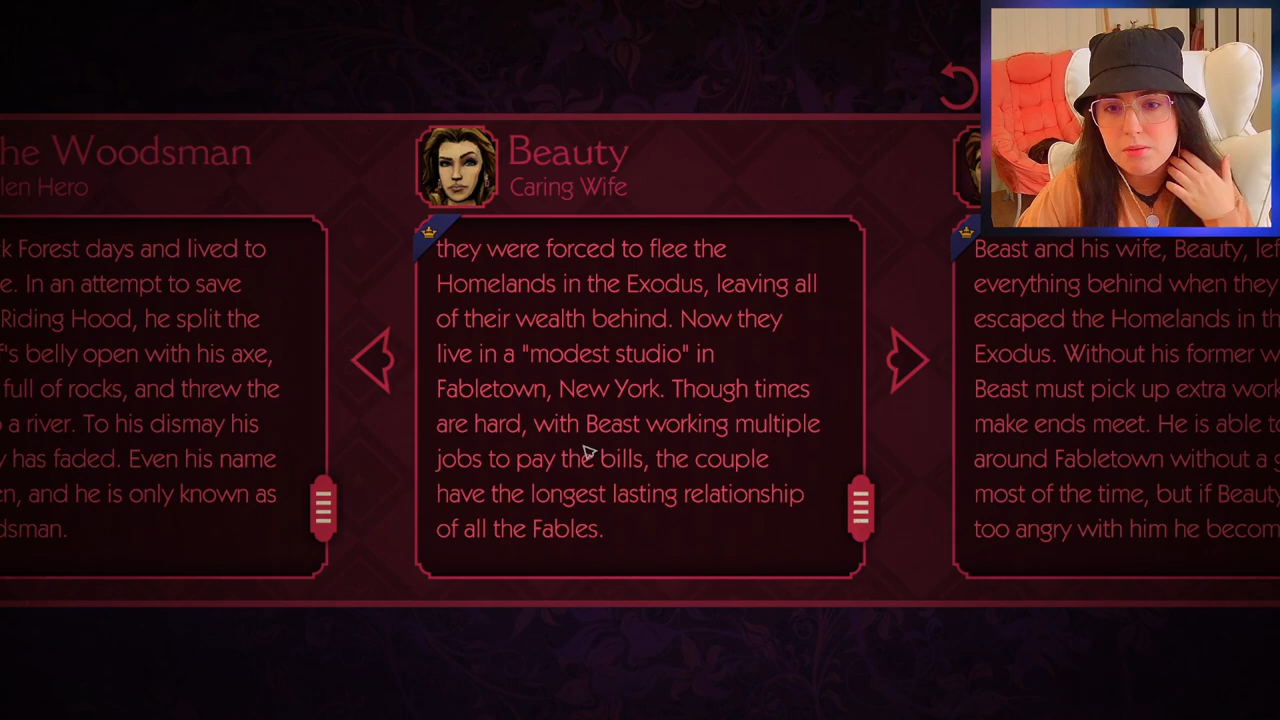 he Woodsman
len Hero
k Forest days and lived to
e. In an attempt to save
Riding Hood, he split the
f's belly open with his axe,
full of rocks, and threw the
a river. To his dismay his
y has faded. Even his name
en, and he is only known as
dsman.
Beauty
Caring Wife
they were forced to flee the
Homelands in the Exodus, leaving all
of their wealth behind. Now they
live in a "modest studio" in
Fabletown, New York. Though times
are hard, with Beast working multiple
jobs to pay the bills, the couple
have the longest lasting relationship
of all the Fables.
Beast and his wife, Beauty, lef
everything behind when they
escaped the Homelands in th
Exodus. Without his former w
Beast must pick up extra work
make ends meet. He is able to
around Fabletown without a g
most of the time, but if Beauty
too angry with him he becom